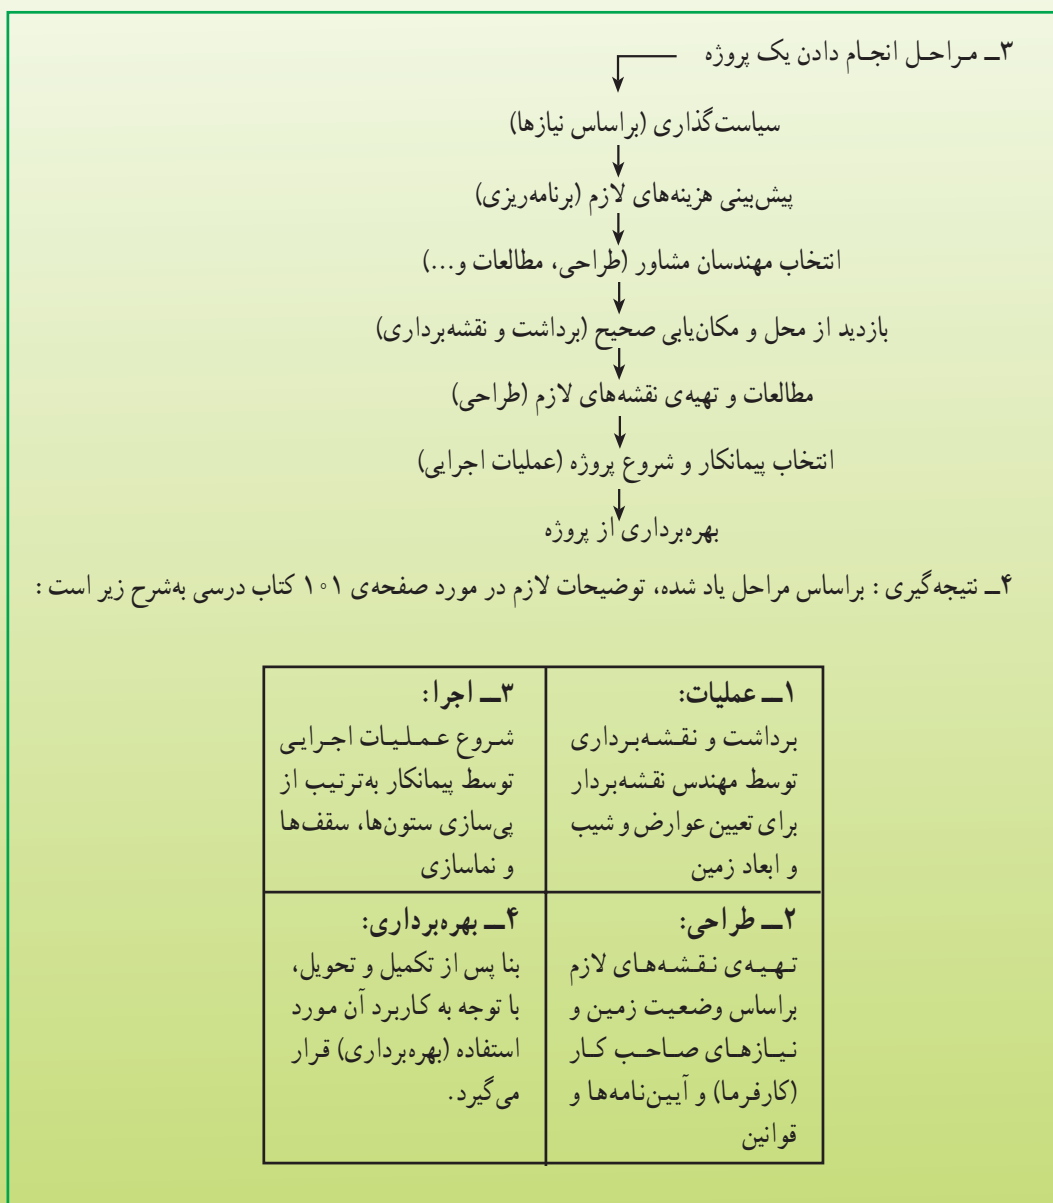 ۳ــ مراحل انجام دادن یک پروژه
سیاست‌گذاری (براساس نیازها)
پیش‌بینی هزینه‌های لازم (برنامه‌ریزی)
انتخاب مهندسان مشاور (طراحی، مطالعات و...)
بازدید از محل و مکان‌یابی صحیح (برداشت و نقشه‌برداری)
مطالعات و تهیه‌ی نقشه‌های لازم (طراحی)
انتخاب پیمانکار و شروع پروژه (عملیات اجرایی)
بهره‌برداری از پروژه
۴ــ نتیجه‌گیری : براساس مراحل یاد شده، توضیحات لازم در مورد صفحه‌ی ۱۰۱ کتاب درسی به‌شرح زیر است :
۱ــ عملیات:
برداشت و نقشه‌برداری
توسط مهندس نقشه‌بردار
برای تعیین عوارض و شیب
و ابعاد زمین
۲ــ طراحی:
تهیه‌ی نقشه‌های لازم
براساس وضعیت زمین و
نیازهای صاحب کار
(کارفرما) و آیین‌نامه‌ها و
قوانین
۳ــ اجرا:
شروع عملیات اجرایی
توسط پیمانکار به‌ترتیب از
پی‌سازی ستون‌ها، سقف‌ها
و نماسازی
۴ــ بهره‌برداری:
بنا پس از تکمیل و تحویل،
با توجه به کاربرد آن مورد
استفاده (بهره‌برداری) قرار
می‌گیرد.